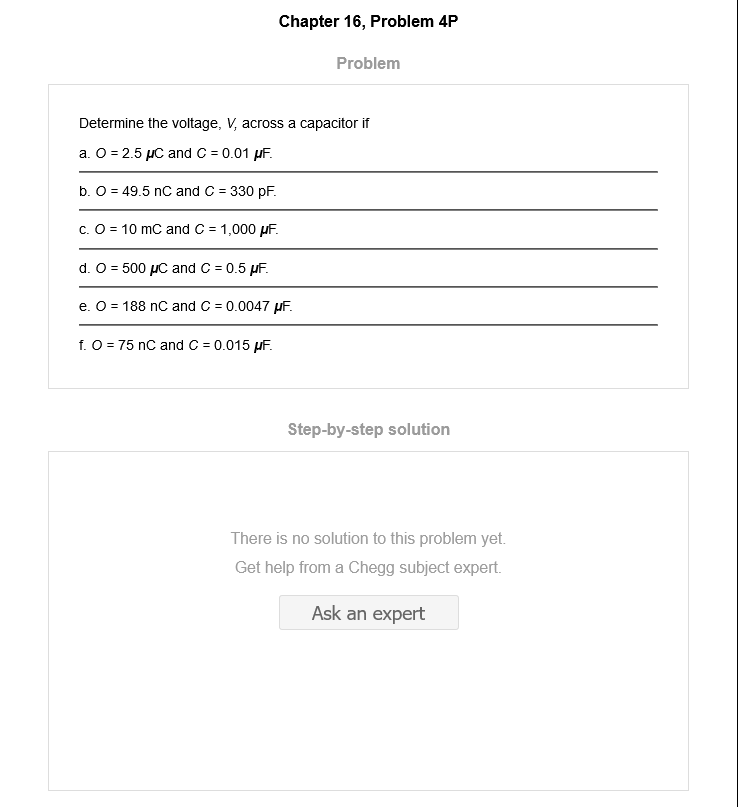 Chapter 16, Problem 4P
Problem
Determine the voltage, V, across a capacitor if
a. O = 2.5 µC and C = 0.01 µF.
b. O = 49.5 nC and C = 330 pF.
c. O = 10 mC and C = 1,000 µF.
d. O = 500 µC and C = 0.5 µF.
e. O = 188 nC and C = 0.0047 µF.
f. O = 75 nC and C = 0.015 µF.
Step-by-step solution
There is no solution to this problem yet.
Get help from a Chegg subject expert.
Ask an expert